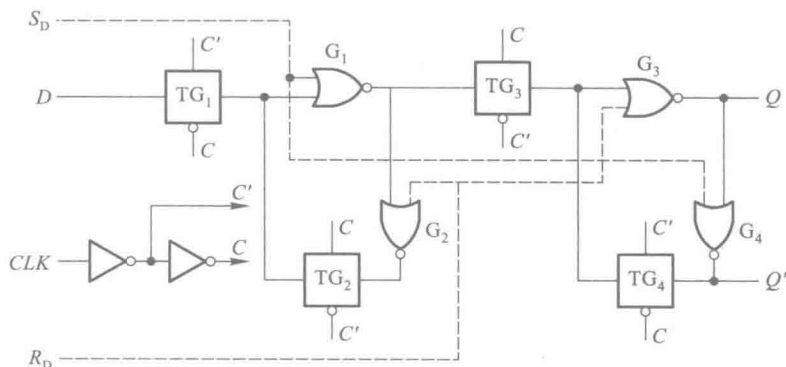 S_D
C'
G₁
C
G₃
D
TG₁
TG₃
Q
C
C'
C'
C
G₂
C'
G₄
CLK
C
TG₂
TG₄
Q'
C'
C
R_D